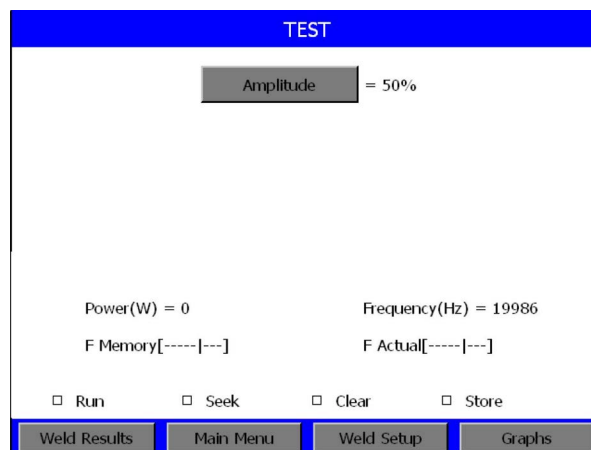 TEST
Amplitude = 50%
Power(W) = 0 Frequency(Hz) = 19986
F Memory[-----|---] F Actual[-----|---]
Run Seek Clear Store
Weld Results Main Menu Weld Setup Graphs